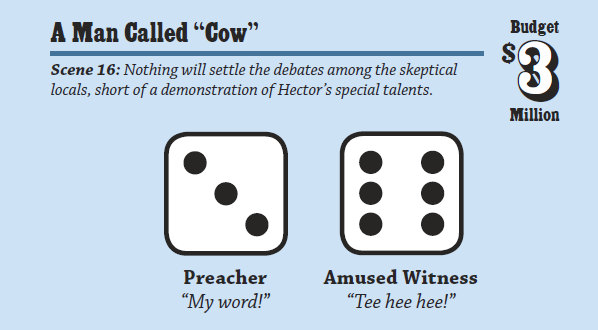 A Man Called “Cow”
Budget
$3
Million
Scene 16: Nothing will settle the debates among the skeptical
locals, short of a demonstration of Hector’s special talents.
Preacher
“My word!”
Amused Witness
“Tee hee hee!”